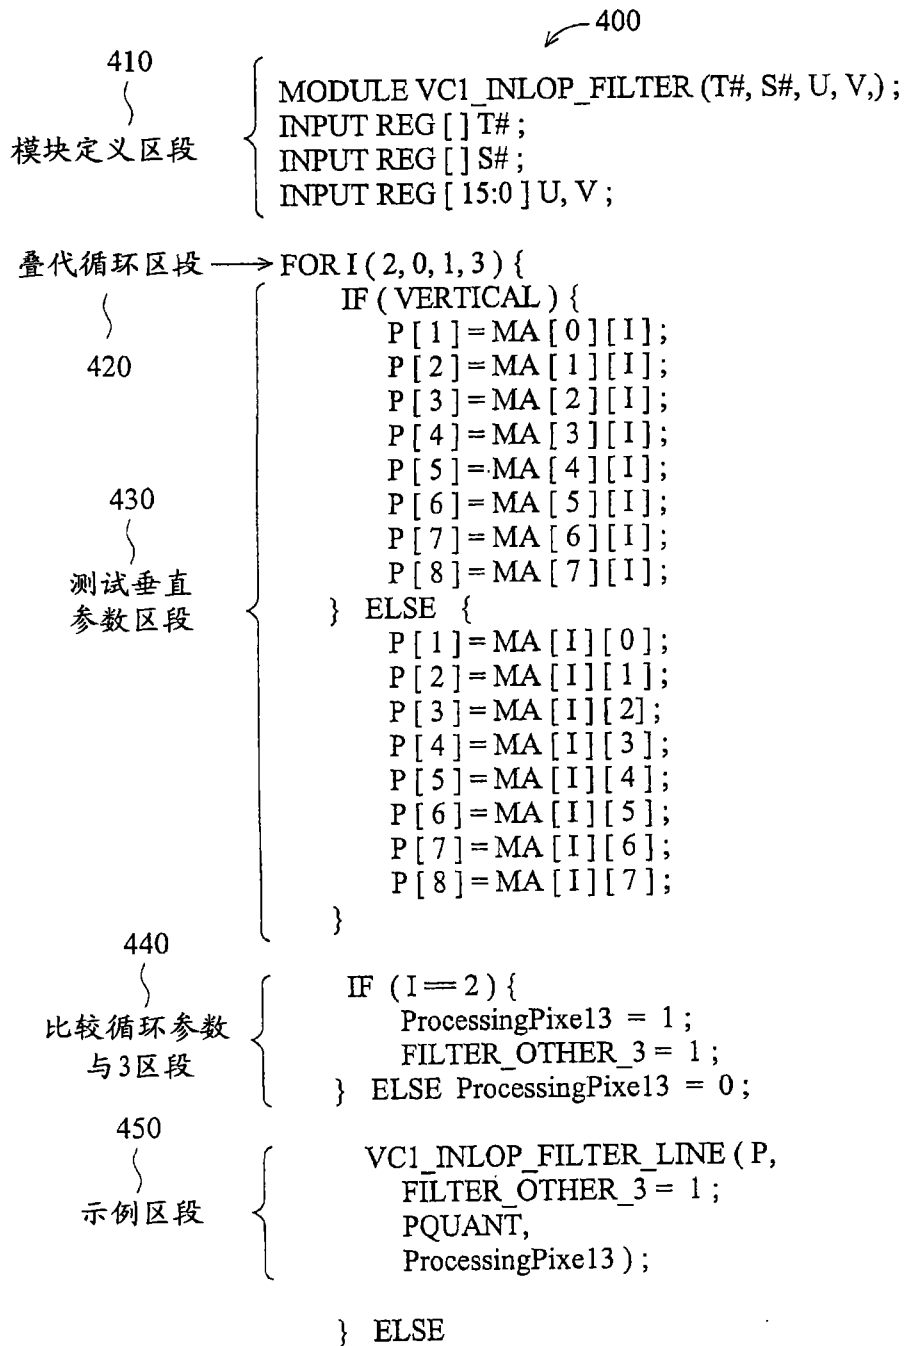 400
410
模块定义区段
MODULE VC1_INLOP_FILTER (T#, S#, U, V,) ;
INPUT REG [ ] T# ;
INPUT REG [ ] S# ;
INPUT REG [ 15:0 ] U, V ;
叠代循环区段
420
FOR I ( 2, 0, 1, 3 ) {
IF ( VERTICAL ) {
P [ 1 ] = MA [ 0 ] [ I ] ;
P [ 2 ] = MA [ 1 ] [ I ] ;
P [ 3 ] = MA [ 2 ] [ I ] ;
P [ 4 ] = MA [ 3 ] [ I ] ;
P [ 5 ] = MA [ 4 ] [ I ] ;
P [ 6 ] = MA [ 5 ] [ I ] ;
P [ 7 ] = MA [ 6 ] [ I ] ;
P [ 8 ] = MA [ 7 ] [ I ] ;
430
测试垂直
参数区段
} ELSE {
P [ 1 ] = MA [ I ] [ 0 ] ;
P [ 2 ] = MA [ I ] [ 1 ] ;
P [ 3 ] = MA [ I ] [ 2] ;
P [ 4 ] = MA [ I ] [ 3 ] ;
P [ 5 ] = MA [ I ] [ 4 ] ;
P [ 6 ] = MA [ I ] [ 5 ] ;
P [ 7 ] = MA [ I ] [ 6 ] ;
P [ 8 ] = MA [ I ] [ 7 ] ;
}
440
比较循环参数
与3区段
IF ( I == 2 ) {
ProcessingPixel3 = 1 ;
FILTER_OTHER_3 = 1 ;
} ELSE ProcessingPixel3 = 0 ;
450
示例区段
VC1_INLOP_FILTER_LINE ( P,
FILTER_OTHER_3 = 1 ;
PQUANT,
ProcessingPixel3 ) ;
} ELSE